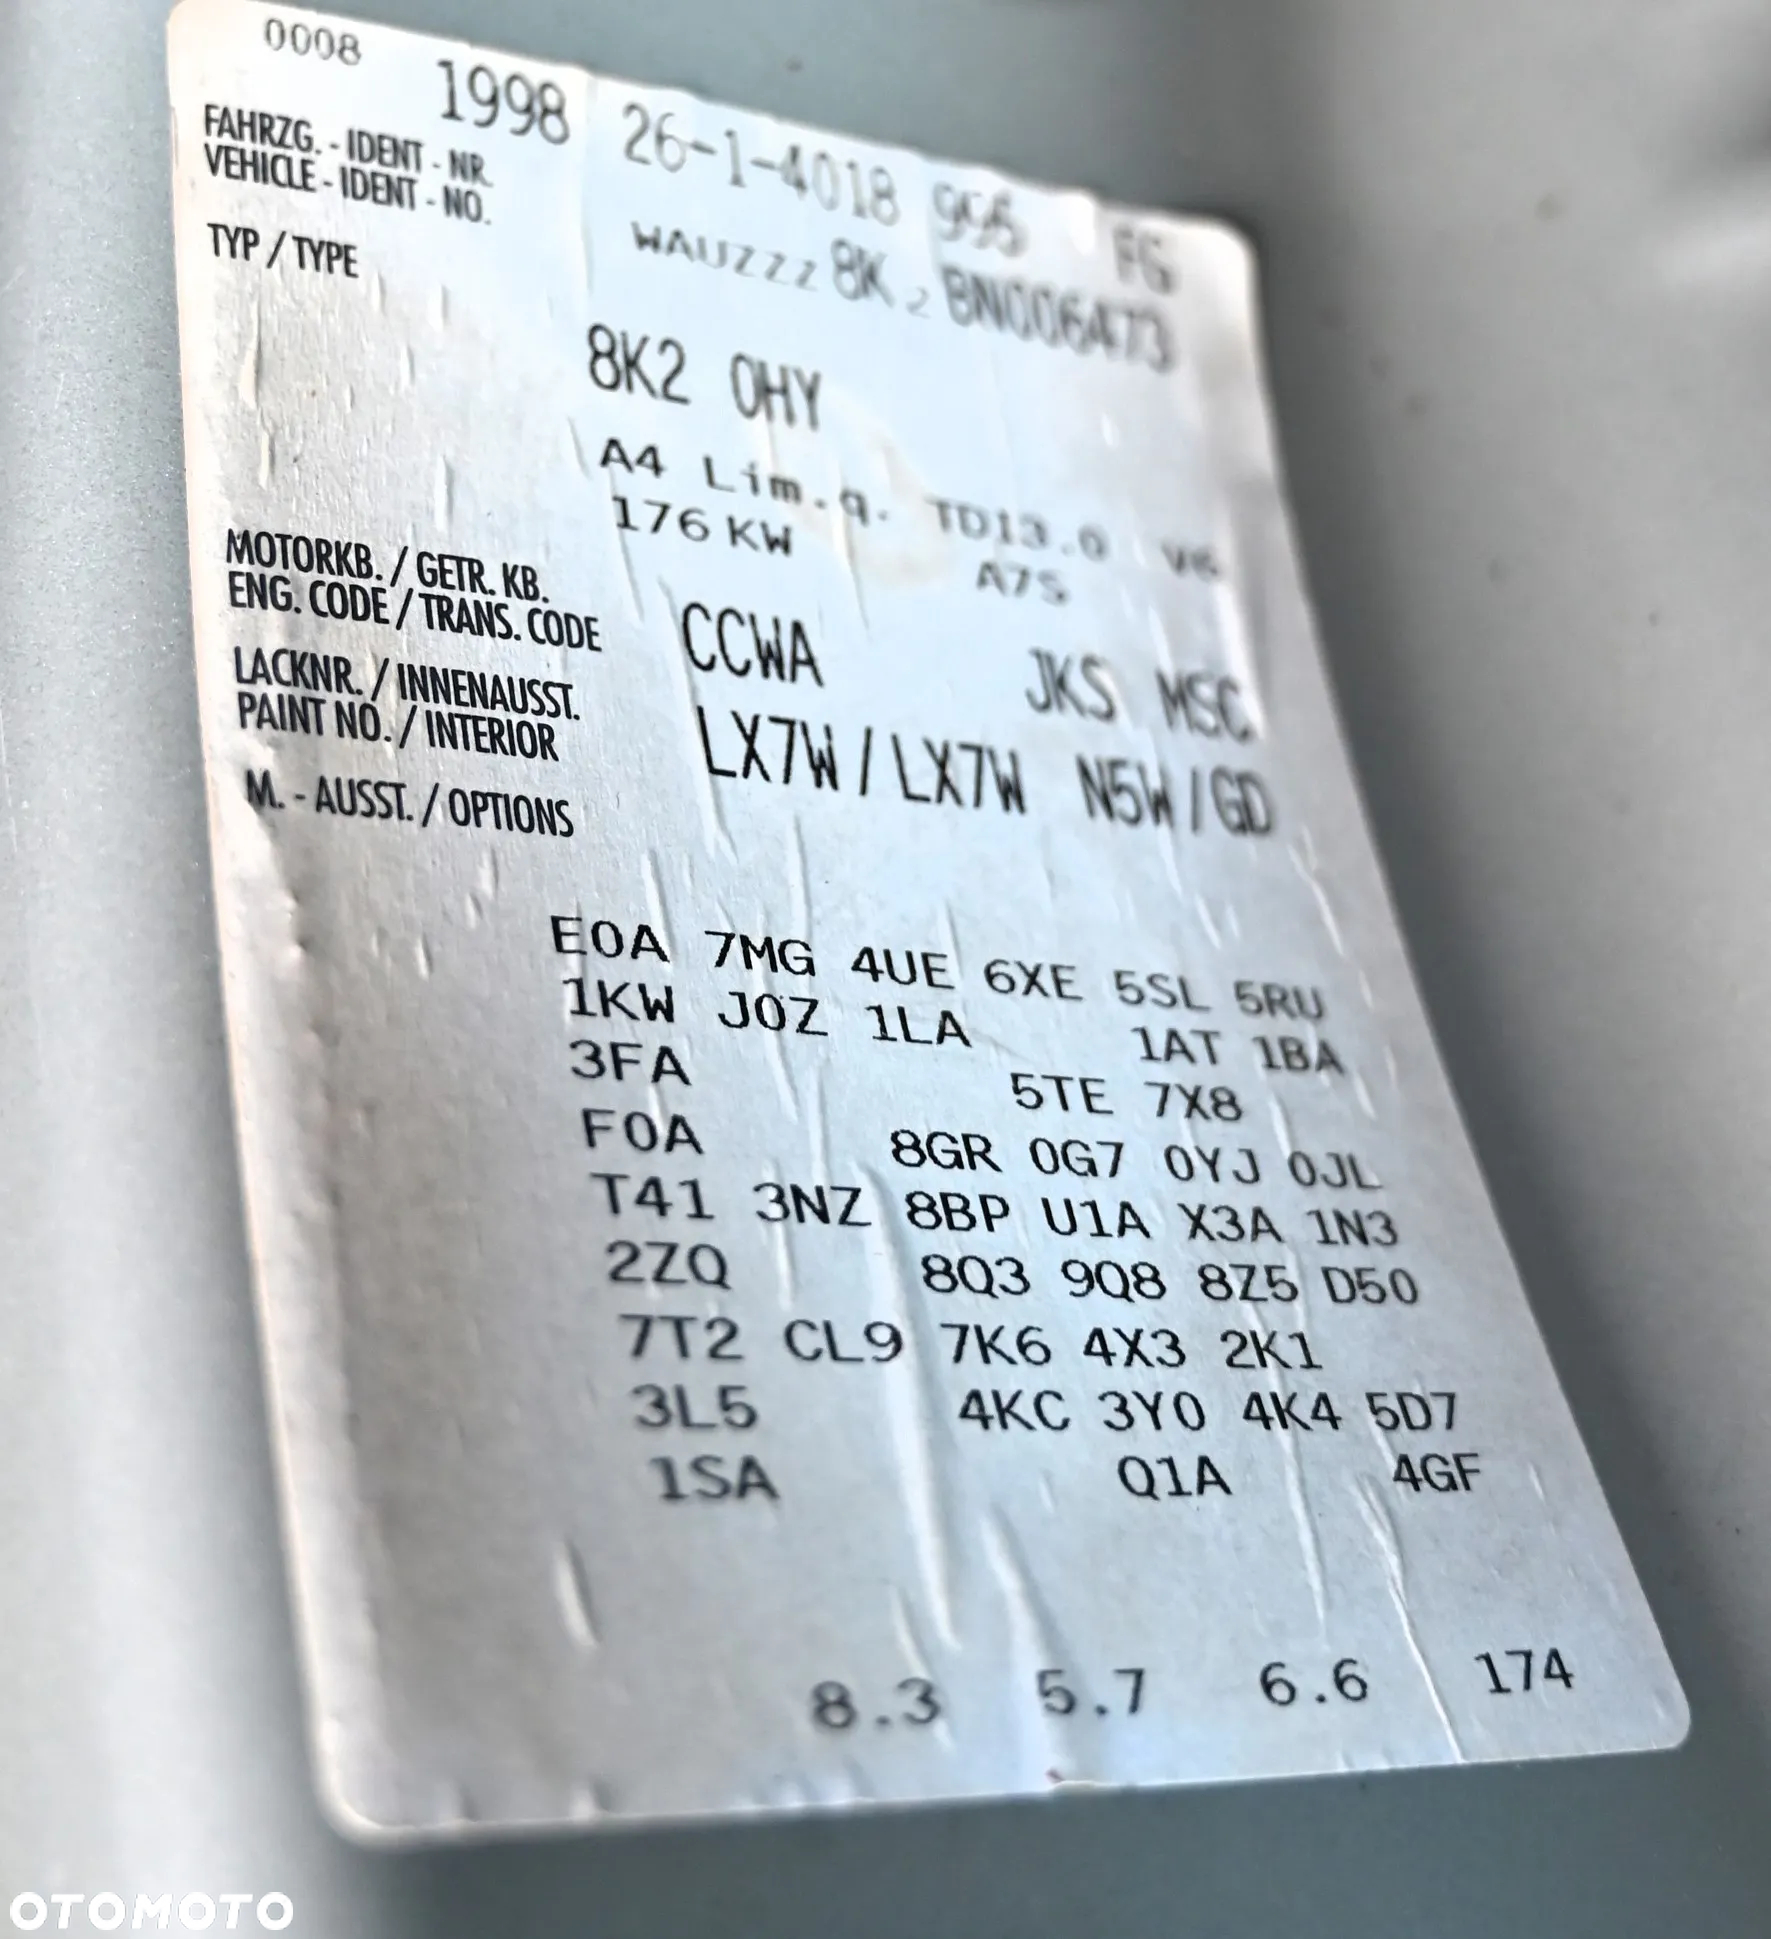 0008 1998 26-1-4018 955 FG
FAHRZG. - IDENT - NR.
VEHICLE - IDENT - NO. WAUZZZ 8K 2 BN006473
TYP / TYPE 8K2 0HY
A4 Lim.q. TDI3.0 V6
176 KW A7S
MOTORKB. / GETR. KB.
ENG. CODE / TRANS. CODE CCWA JKS MSC
LACKNR. / INNENAUSST.
PAINT NO. / INTERIOR LX7W / LX7W N5W / GD
M. - AUSST. / OPTIONS
E0A 7MG 4UE 6XE 5SL 5RU
1KW J0Z 1LA 1AT 1BA
3FA 5TE 7X8
F0A 8GR 0G7 0YJ 0JL
T41 3NZ 8BP U1A X3A 1N3
2ZQ 8Q3 9Q8 8Z5 D50
7T2 CL9 7K6 4X3 2K1
3L5 4KC 3Y0 4K4 5D7
1SA Q1A 4GF
8.3 5.7 6.6 174
OTOMOTO